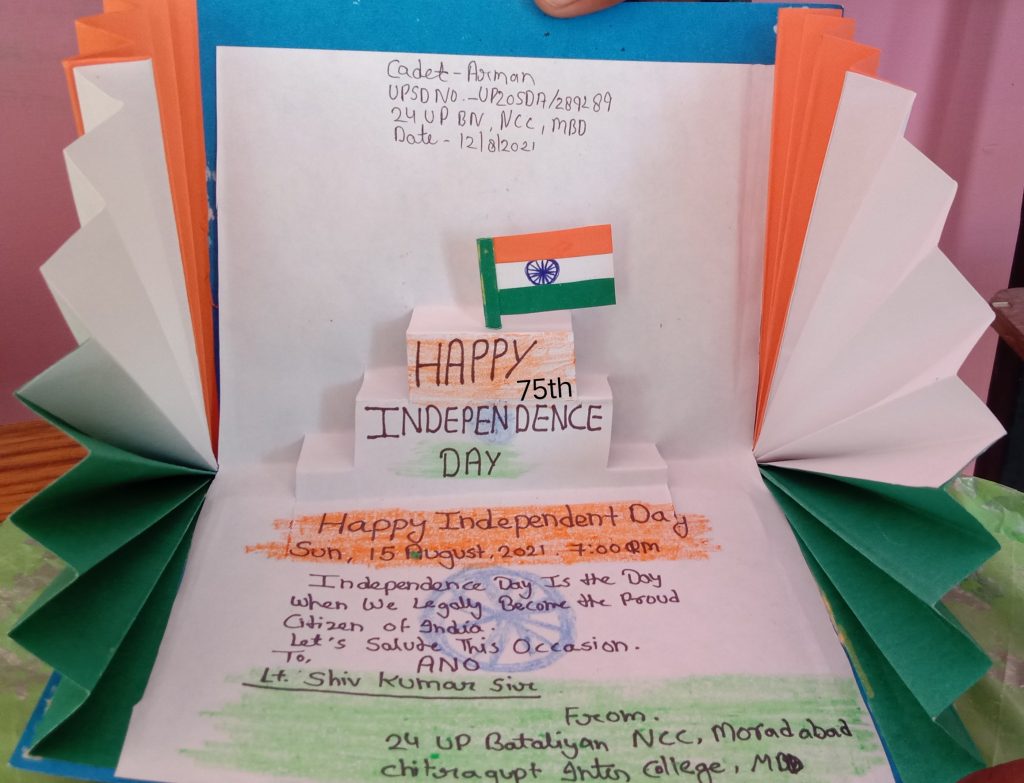 Cadet - Arman
UPSD NO. - UP20SDA/289289
24 UP BN, NCC, MBD
Date - 12/8/2021
HAPPY
75th
INDEPENDENCE
DAY
Happy Independent Day
Sun, 15 August, 2021. 7:00 AM
Independence Day Is the Day
when We Legally Become the Proud
Citizen of India.
Let's Salute This Occasion.
To, ANO
Lt. Shiv Kumar Sir
From.
24 UP Bataliyan NCC, Moradabad
Chitragupt Inter College, MBD